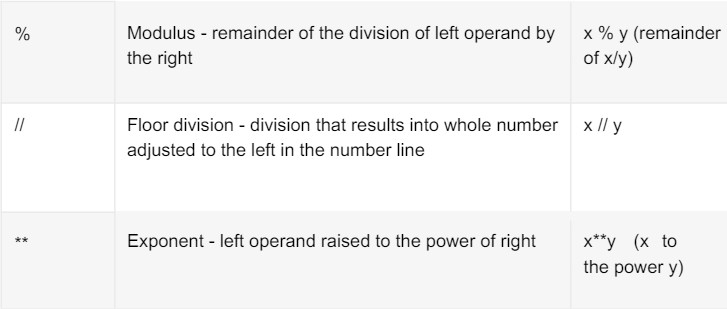 %
Modulus - remainder of the division of left operand by
the right
x % y (remainder
of x/y)
//
Floor division - division that results into whole number
adjusted to the left in the number line
x // y
**
Exponent - left operand raised to the power of right
x**y (x to
the power y)